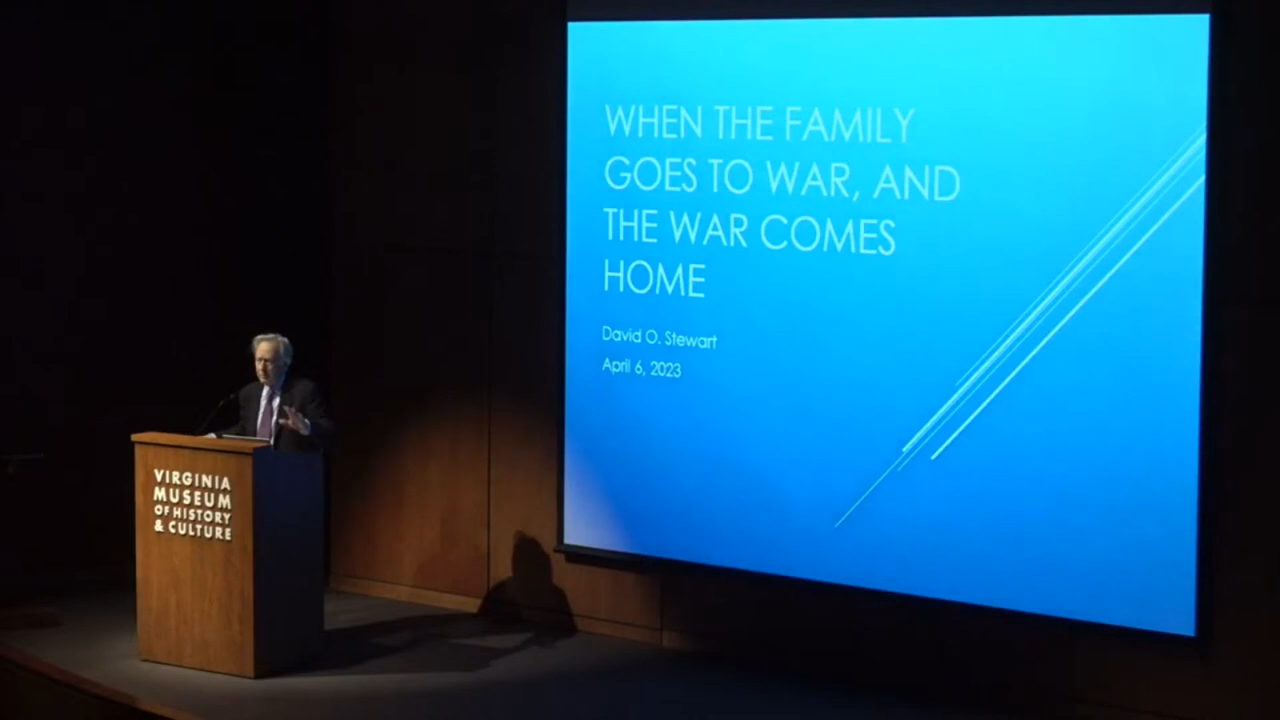 WHEN THE FAMILY
GOES TO WAR, AND
THE WAR COMES
HOME
David O. Stewart
April 6, 2023
VIRGINIA
MUSEUM
OF HISTORY
& CULTURE